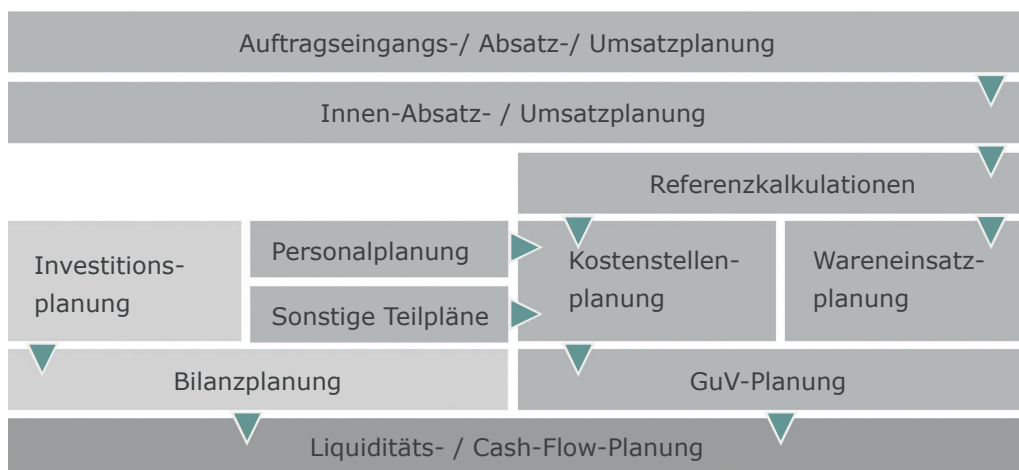 Auftragseingangs-/ Absatz-/ Umsatzplanung
Innen-Absatz- / Umsatzplanung
Referenzkalkulationen
Investitions-
planung
Personalplanung
Sonstige Teilpläne
Kostenstellen-
planung
Wareneinsatz-
planung
Bilanzplanung
GuV-Planung
Liquiditäts- / Cash-Flow-Planung